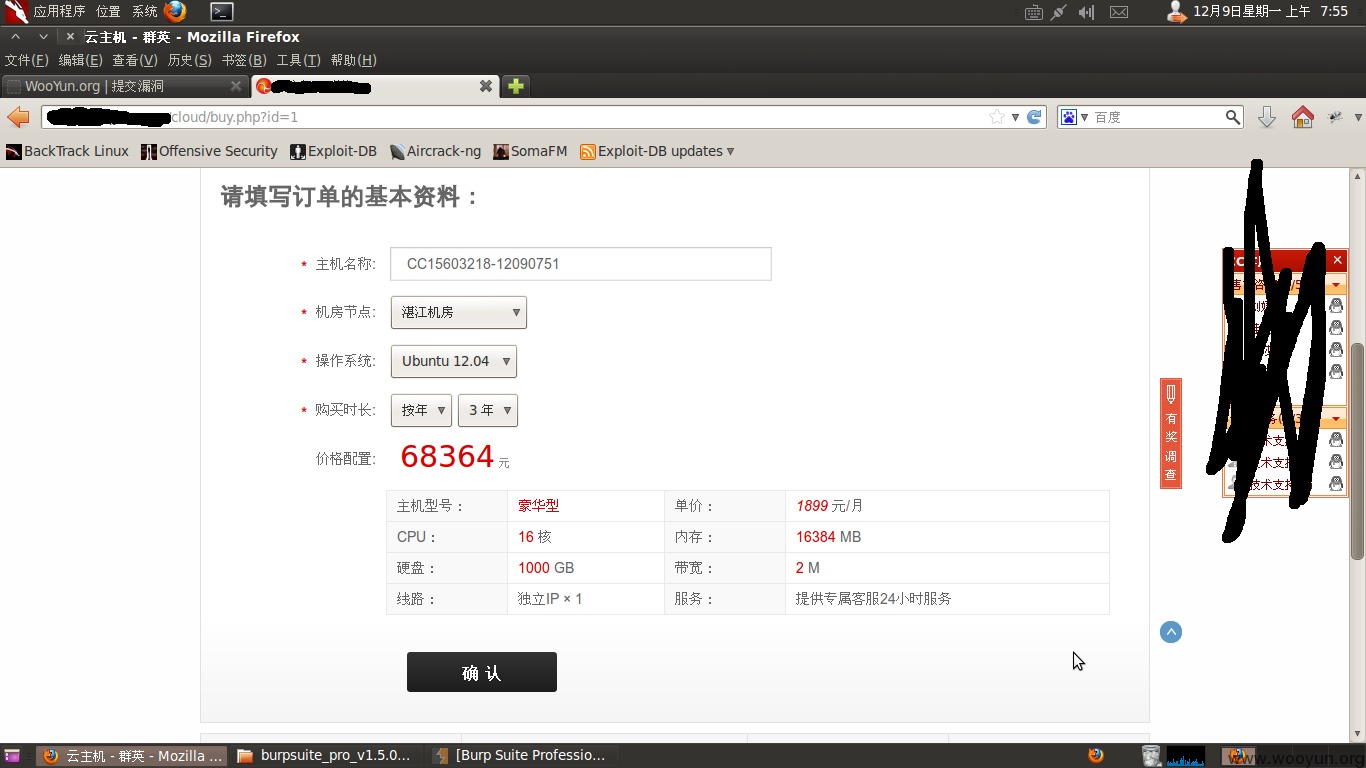 应用程序 位置 系统 12月9日星期一 上午 7:55
云主机 - 群英 - Mozilla Firefox
文件(F) 编辑(E) 查看(V) 历史(S) 书签(B) 工具(T) 帮助(H)
WooYun.org | 提交漏洞
cloud/buy.php?id=1 百度
BackTrack Linux Offensive Security Exploit-DB Aircrack-ng SomaFM Exploit-DB updates
请填写订单的基本资料：
* 主机名称: CC15603218-12090751
* 机房节点: 湛江机房
* 操作系统: Ubuntu 12.04
* 购买时长: 按年 3 年
价格配置: 68364 元
主机型号： 豪华型 单价： 1899 元/月
CPU： 16 核 内存： 16384 MB
硬盘： 1000 GB 带宽： 2 M
线路： 独立IP × 1 服务： 提供专属客服24小时服务
确 认
有奖调查
术支持
术支持
技术支持
云主机 - 群英 - Mozilla ... burpsuite_pro_v1.5.0... [Burp Suite Professio...
www.wooyun.org